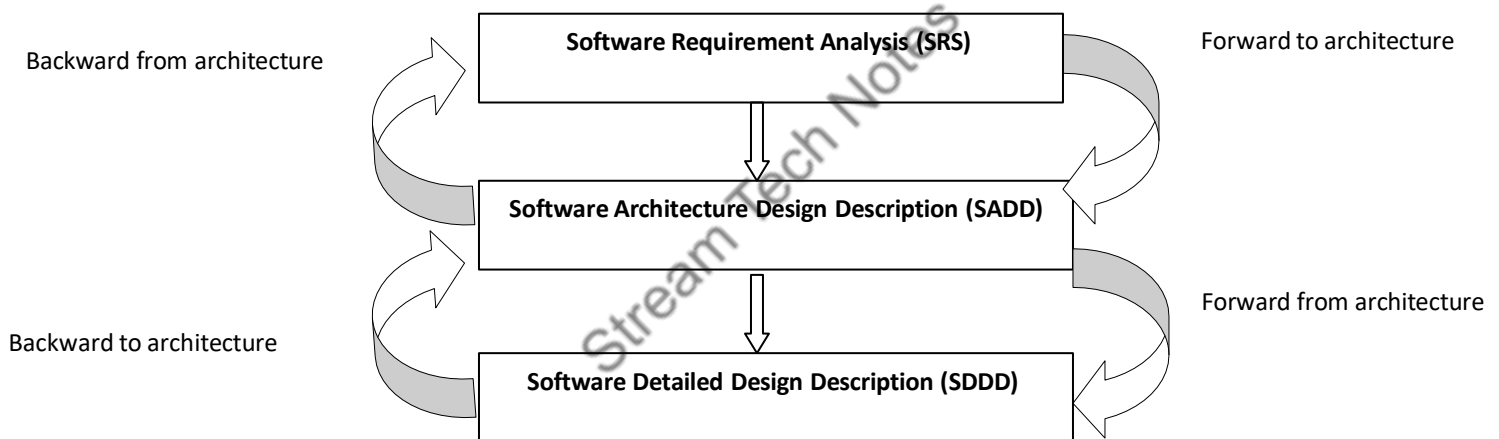 Software Requirement Analysis (SRS)
Forward to architecture
Backward from architecture
Software Architecture Design Description (SADD)
Forward from architecture
Backward to architecture
Software Detailed Design Description (SDDD)
Stream Tech Notes